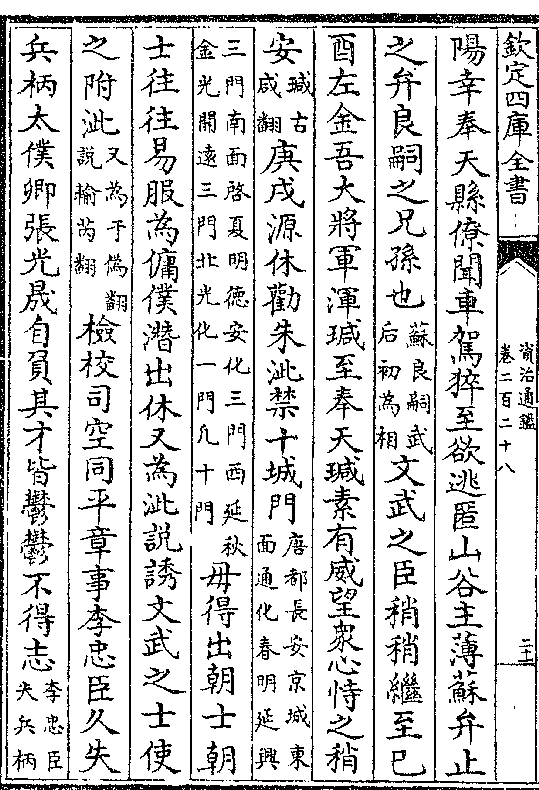 欽定四庫全書
資治通鑑
卷二百二十八
陽幸奉天縣僚聞車駕猝至欲逃匿山谷主薄蘇弁止
之弁良嗣之兄孫也蘇良嗣武后初為相文武之臣稍稍繼至巳
酉左金吾大將軍渾瑊至奉天瑊素有威望衆心恃之稍
安瑊古咸翻庚戌源休勸朱泚禁十城門唐都長安京城東面通化春明延興
三門南面啓夏明德安化三門西延秋金光開遠三門北光化一門凡十門毋得出朝士朝
士往往易服為傭僕潛出休又為泚說誘文武之士使
之附泚又為于偽翻說輸芮翻檢校司空同平章事李忠臣久失
兵柄太僕卿張光晟自負其才皆鬱鬱不得志李忠臣失兵柄